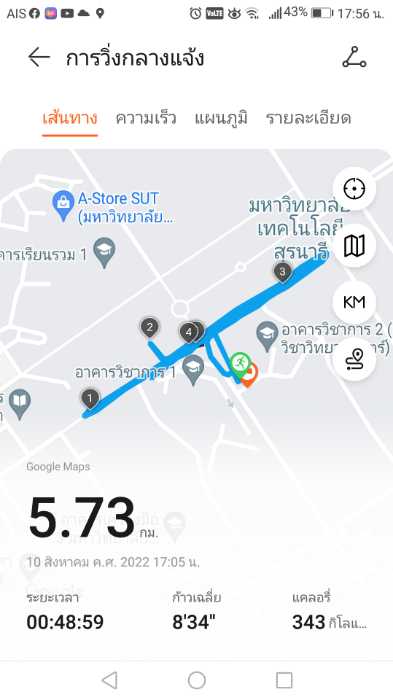 AIS 43% 17:56 น.
การวิ่งกลางแจ้ง
เส้นทาง ความเร็ว แผนภูมิ รายละเอียด
A-Store SUT
(มหาวิทยาลัย...
มหาวิทยาลัย
เทคโนโลยี
สุรนารี
าคารเรียนรวม 1
3
2
4
อาคารวิชาการ 2 (
วิชาวิทย
าร์)
อาคารวิชาการ 1
1
KM
Google Maps
5.73 กม.
10 สิงหาคม ค.ศ. 2022 17:05 น.
ระยะเวลา ก้าวเฉลี่ย แคลอรี่
00:48:59 8'34" 343 กิโลแ...